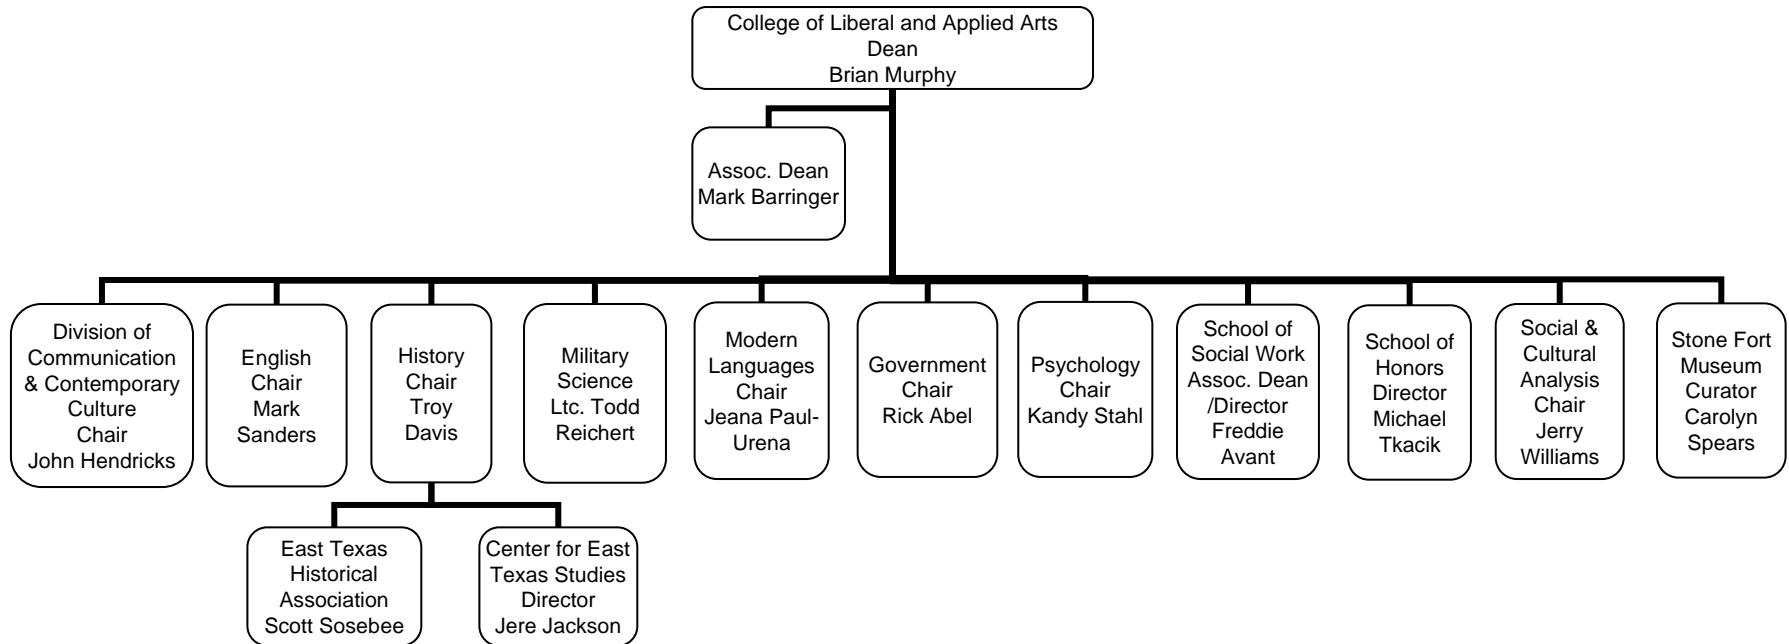 College of Liberal and Applied Arts
Dean
Brian Murphy
Assoc. Dean
Mark Barringer
Division of
Communication
& Contemporary
Culture
Chair
John Hendricks
English
Chair
Mark
Sanders
History
Chair
Troy
Davis
Military
Science
Ltc. Todd
Reichert
Modern
Languages
Chair
Jeana Paul-
Urena
Government
Chair
Rick Abel
Psychology
Chair
Kandy Stahl
School of
Social Work
Assoc. Dean
/Director
Freddie
Avant
School of
Honors
Director
Michael
Tkacik
Social &
Cultural
Analysis
Chair
Jerry
Williams
Stone Fort
Museum
Curator
Carolyn
Spears
East Texas
Historical
Association
Scott Sosebee
Center for East
Texas Studies
Director
Jere Jackson